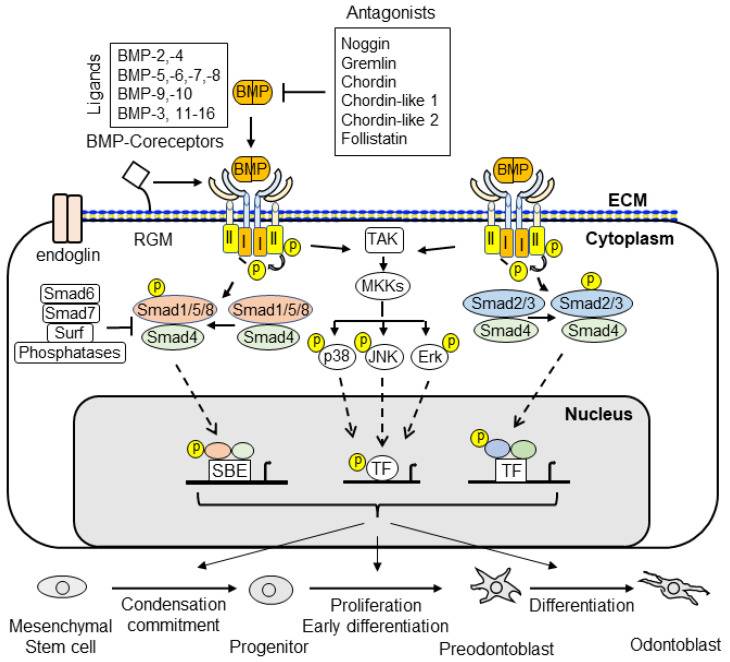 Antagonists
Ligands
BMP-2,-4
BMP-5,-6,-7,-8
BMP-9,-10
BMP-3, 11-16
BMP
Noggin
Gremlin
Chordin
Chordin-like 1
Chordin-like 2
Follistatin
BMP-Coreceptors
BMP
BMP
ECM
endoglin
RGM
II
I
I
II
P
P
TAK
II
I
I
II
P
P
Cytoplasm
MKKs
Smad6
Smad7
Surf
Phosphatases
P
Smad1/5/8
Smad4
Smad1/5/8
Smad4
P
p38
P
JNK
Erk
P
Smad2/3
Smad4
P
Smad2/3
Smad4
Nucleus
P
SBE
P
TF
P
TF
Mesenchymal
Stem cell
Condensation
commitment
Progenitor
Proliferation
Early differentiation
Preodontoblast
Differentiation
Odontoblast